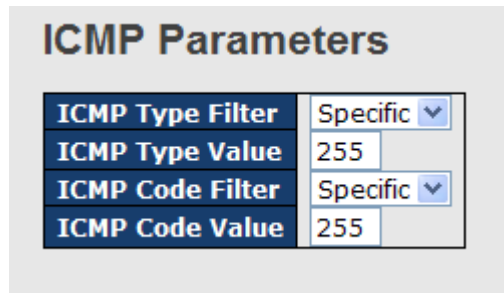 ICMP Parameters
ICMP Type Filter Specific
ICMP Type Value 255
ICMP Code Filter Specific
ICMP Code Value 255